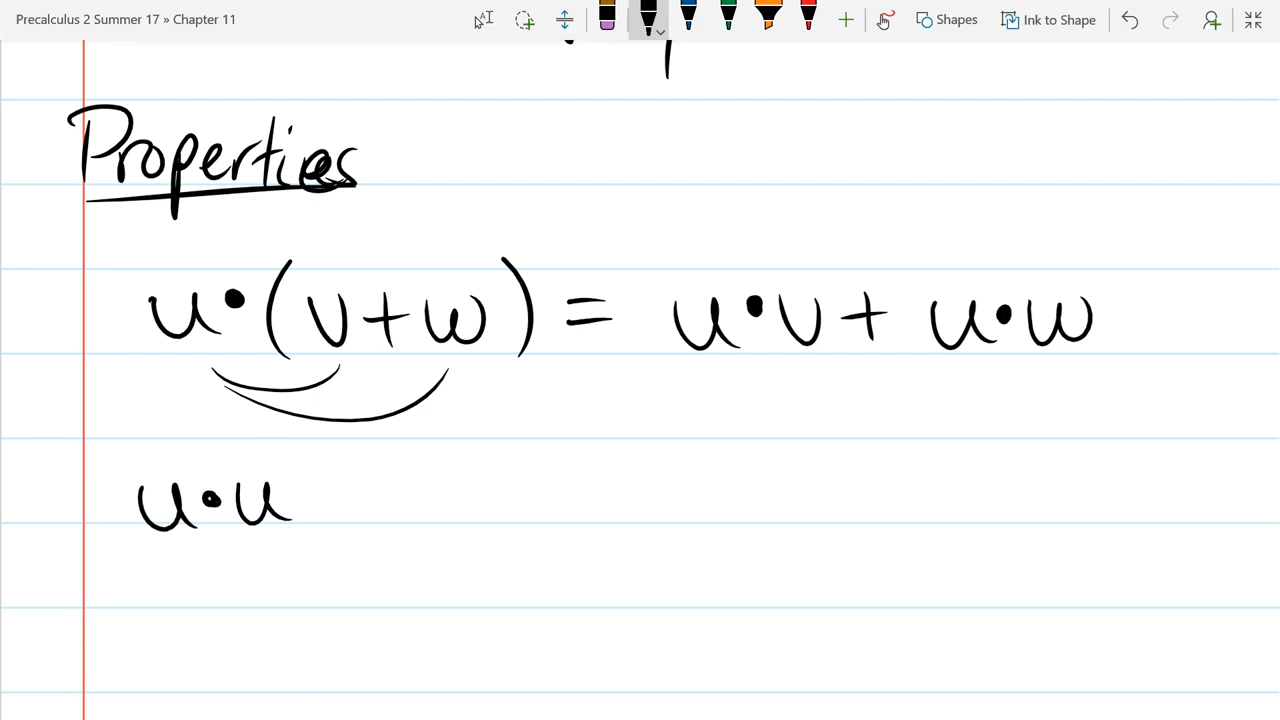 Precalculus 2 Summer 17 » Chapter 11
Shapes
Ink to Shape
Properties
u•(v+w) = u•v + u•w
u•u